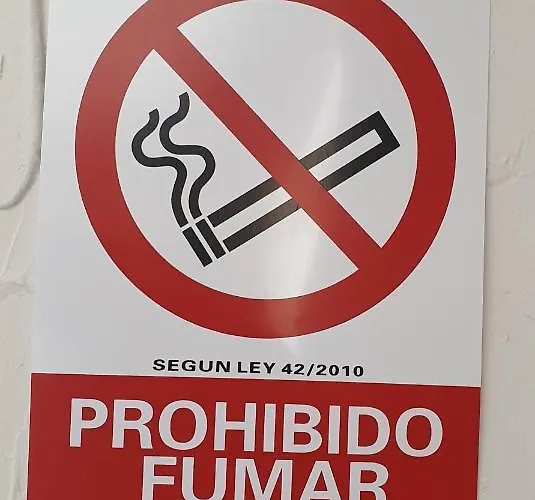 SEGUN LEY 42/2010
PROHIBIDO
FUMAR